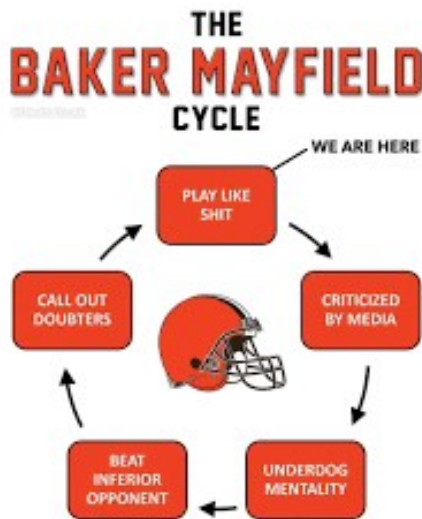 THE
BAKER MAYFIELD
CYCLE
WE ARE HERE
PLAY LIKE
SHIT
CRITICIZED
BY MEDIA
UNDERDOG
MENTALITY
BEAT
INFERIOR
OPPONENT
CALL OUT
DOUBTERS